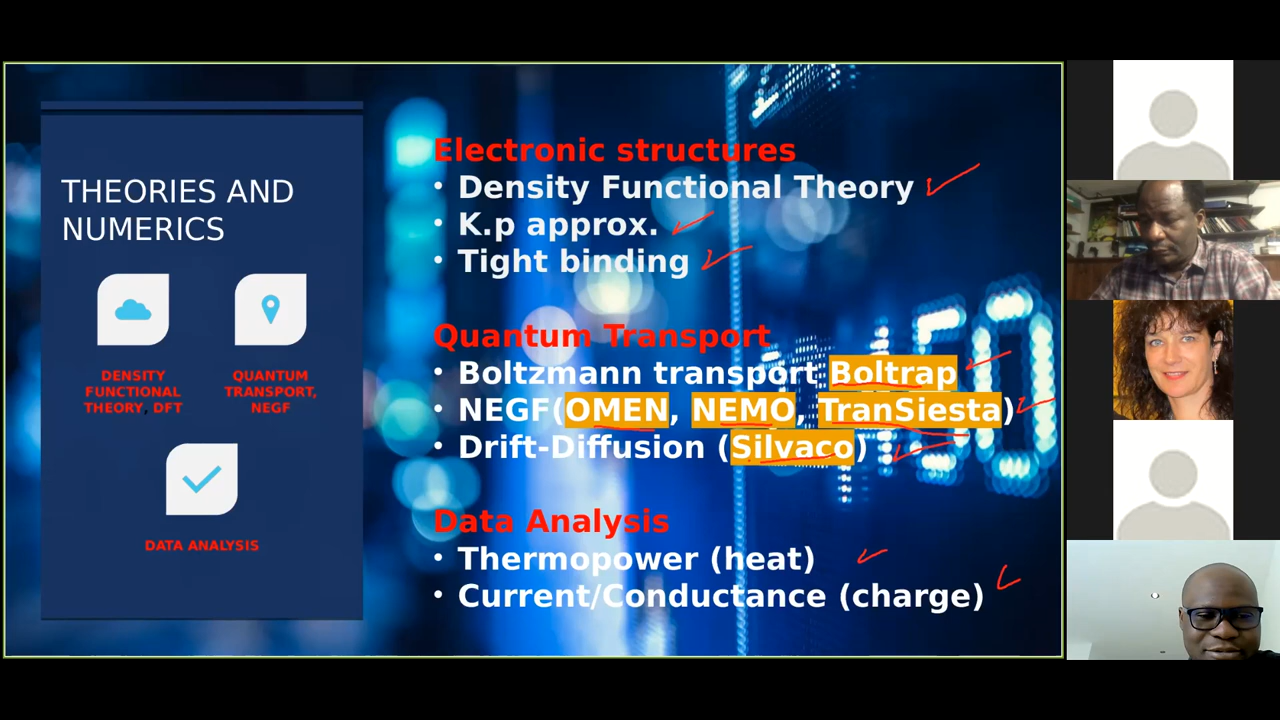 THEORIES AND
NUMERICS
DENSITY
FUNCTIONAL
THEORY, DFT
QUANTUM
TRANSPORT,
NEGF
DATA ANALYSIS
Electronic structures
• Density Functional Theory
• K.p approx.
• Tight binding
Quantum Transport
• Boltzmann transport Boltrap
• NEGF(OMEN, NEMO, TranSiesta)
• Drift-Diffusion (Silvaco)
Data Analysis
• Thermopower (heat)
• Current/Conductance (charge)